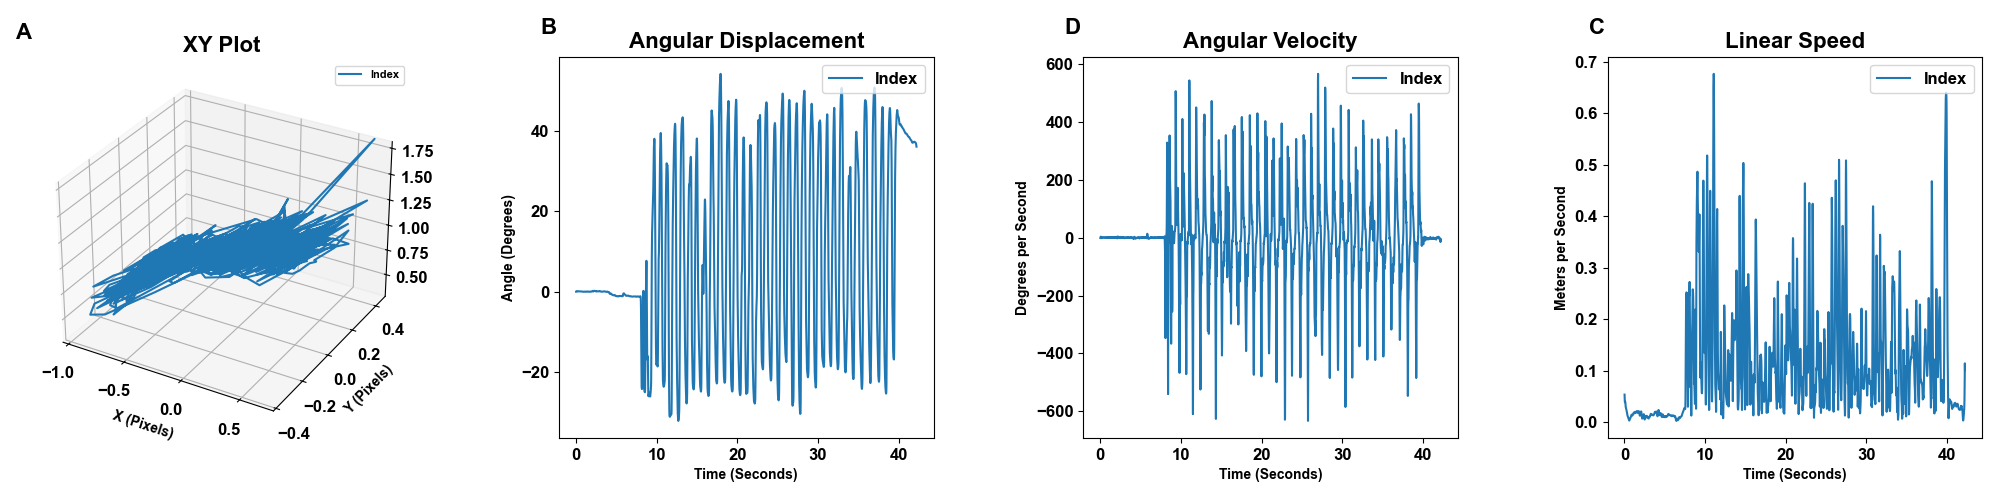 A
XY Plot
Index
1.75
1.50
1.25
1.00
0.75
0.50
−1.0
−0.5
0.0
0.5
X (Pixels)
−0.4
−0.2
0.0
0.2
0.4
Y (Pixels)
B
Angular Displacement
Index
40
20
0
−20
Angle (Degrees)
0 10 20 30 40
Time (Seconds)
D
Angular Velocity
Index
600
400
200
0
−200
−400
−600
Degrees per Second
0 10 20 30 40
Time (Seconds)
C
Linear Speed
Index
0.7
0.6
0.5
0.4
0.3
0.2
0.1
0.0
Meters per Second
0 10 20 30 40
Time (Seconds)